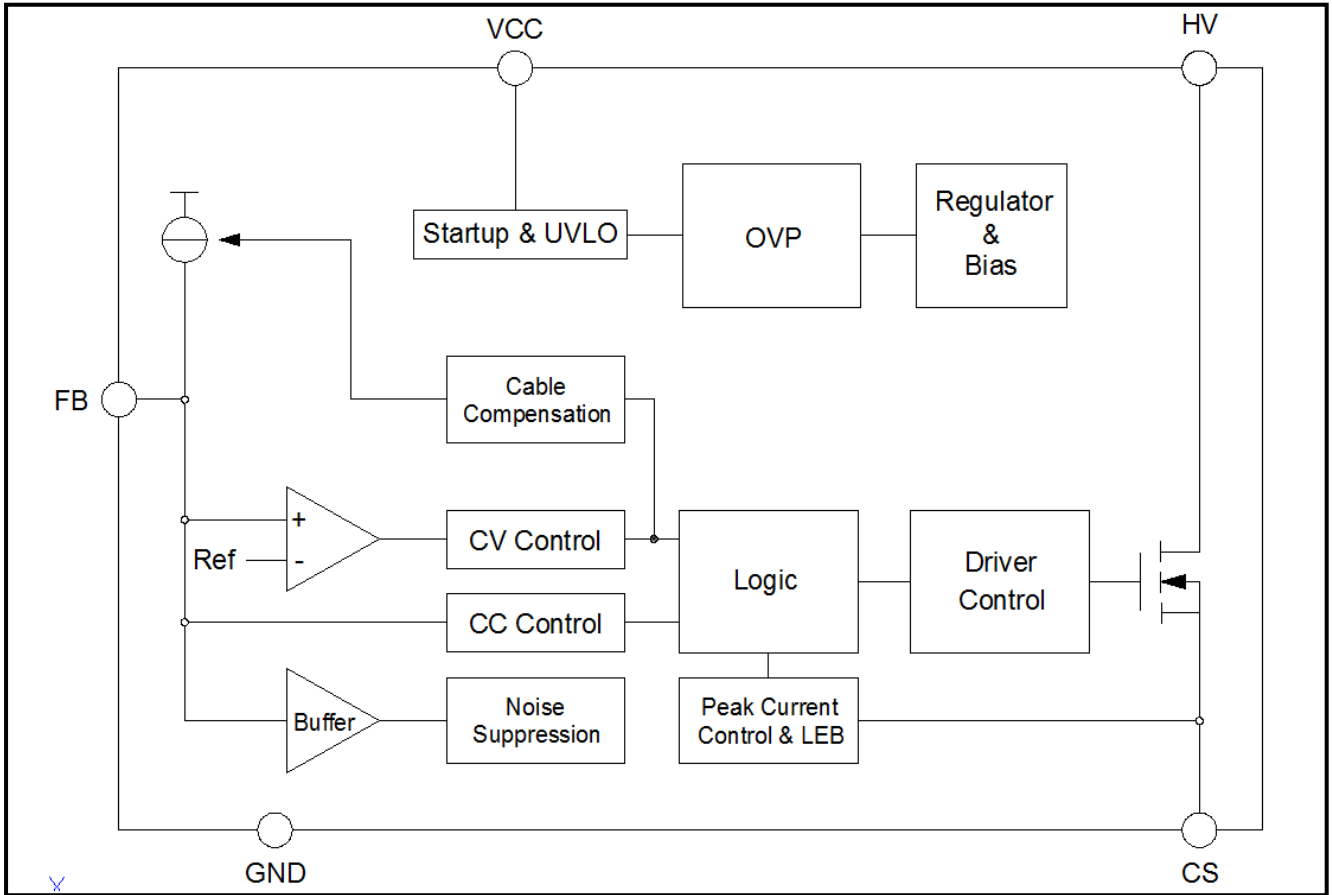 VCC
HV
Startup & UVLO
OVP
Regulator
&
Bias
FB
Cable
Compensation
+
Ref
-
CV Control
Logic
Driver
Control
CC Control
Buffer
Noise
Suppression
Peak Current
Control & LEB
GND
CS
X